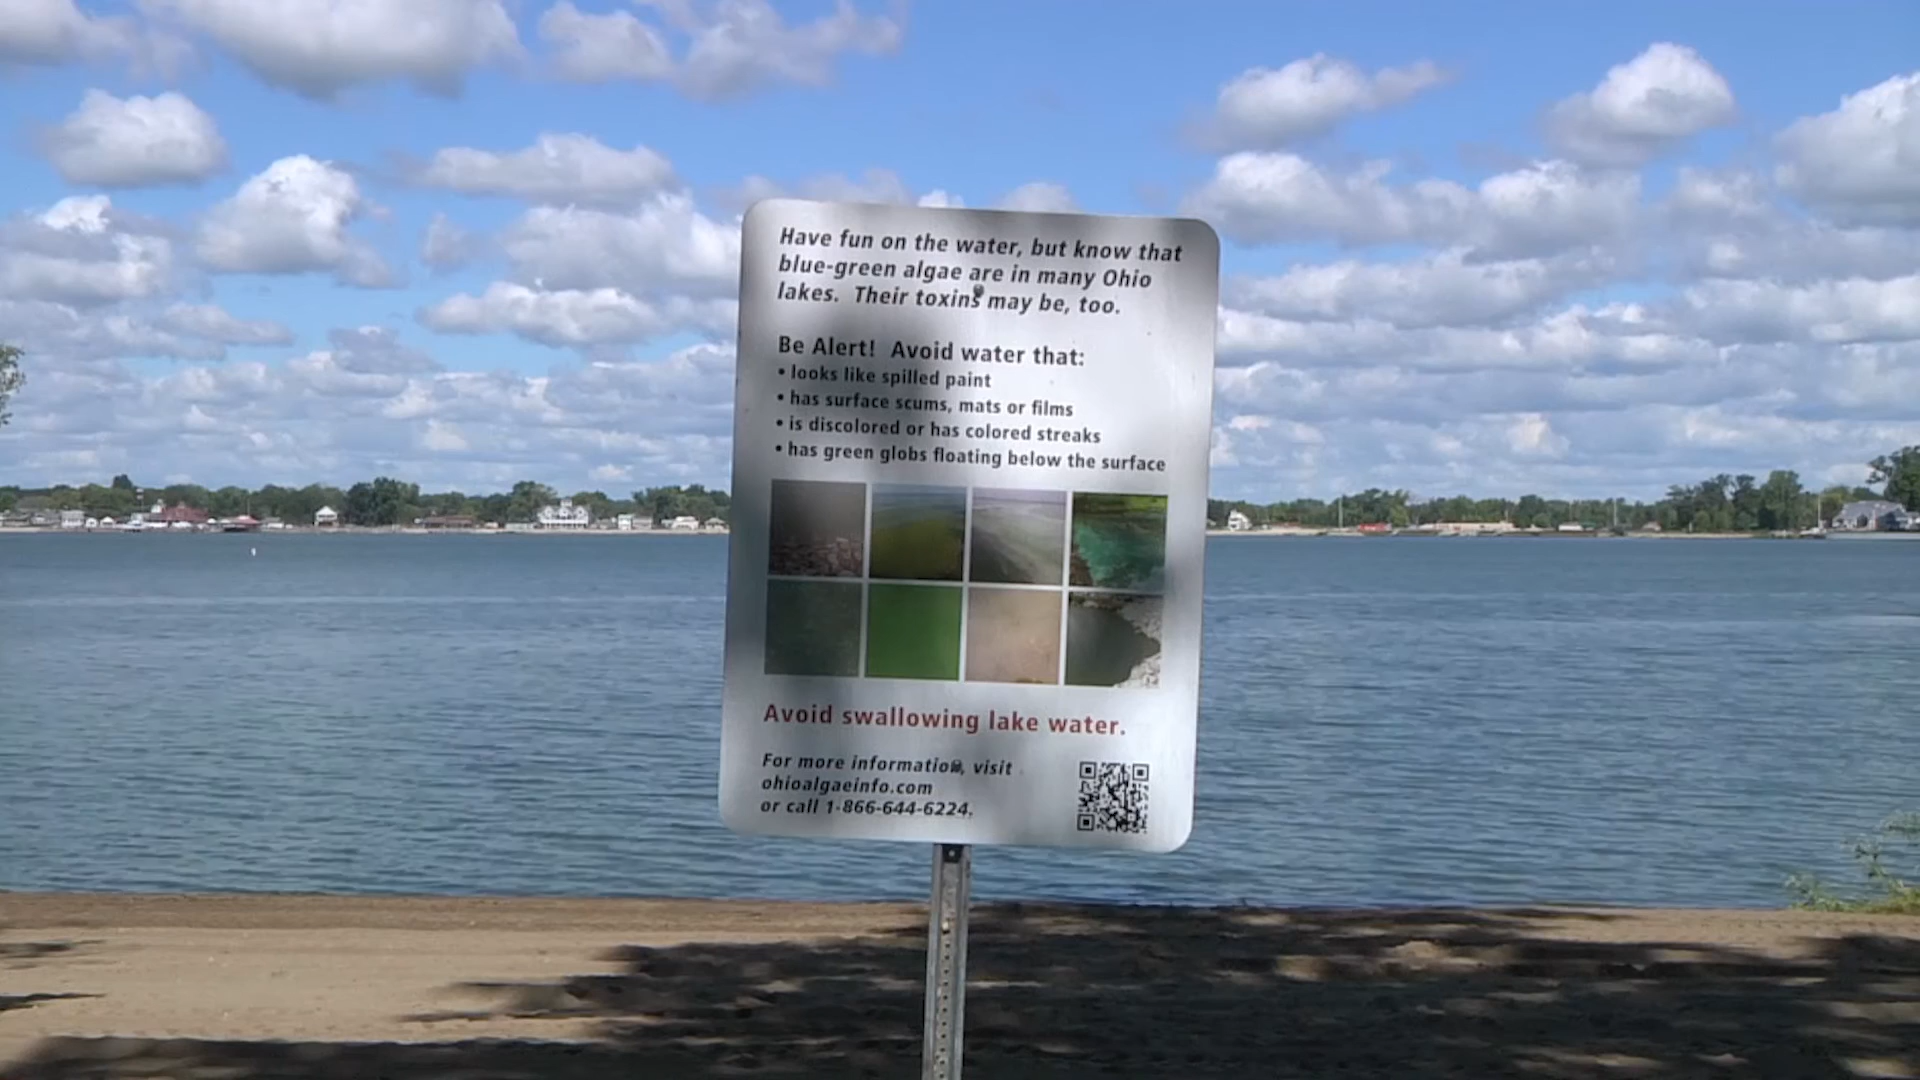 Have fun on the water, but know that
blue-green algae are in many Ohio
lakes. Their toxins may be, too.
Be Alert! Avoid water that:
• looks like spilled paint
• has surface scums, mats or films
• is discolored or has colored streaks
• has green globs floating below the surface
Avoid swallowing lake water.
For more information, visit
ohioalgaeinfo.com
or call 1-866-644-6224.